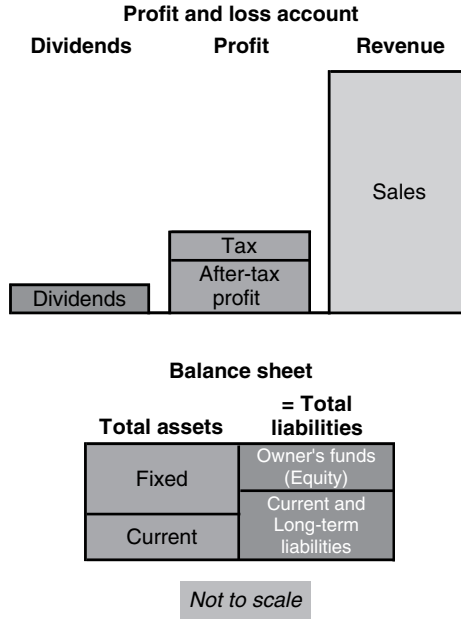 Profit and loss account
Dividends Profit Revenue
Sales
Tax
After-tax
profit
Dividends
Balance sheet
Total assets
= Total
liabilities
Fixed
Owner's funds
(Equity)
Current
Current and
Long-term
liabilities
Not to scale